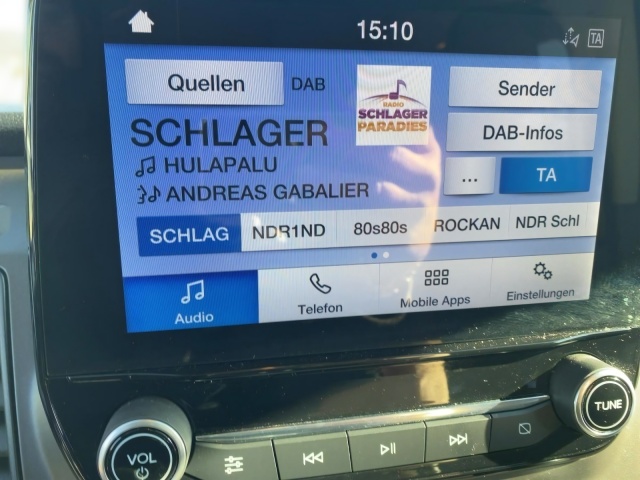 15:10
TA
Quellen
DAB
RADIO
SCHLAGER
PARADIES
Sender
SCHLAGER
DAB-Infos
HULAPALU
...
TA
ANDREAS GABALIER
SCHLAG
NDR1ND
80s80s
ROCKAN
NDR Schl
Audio
Telefon
Mobile Apps
Einstellungen
VOL
TUNE